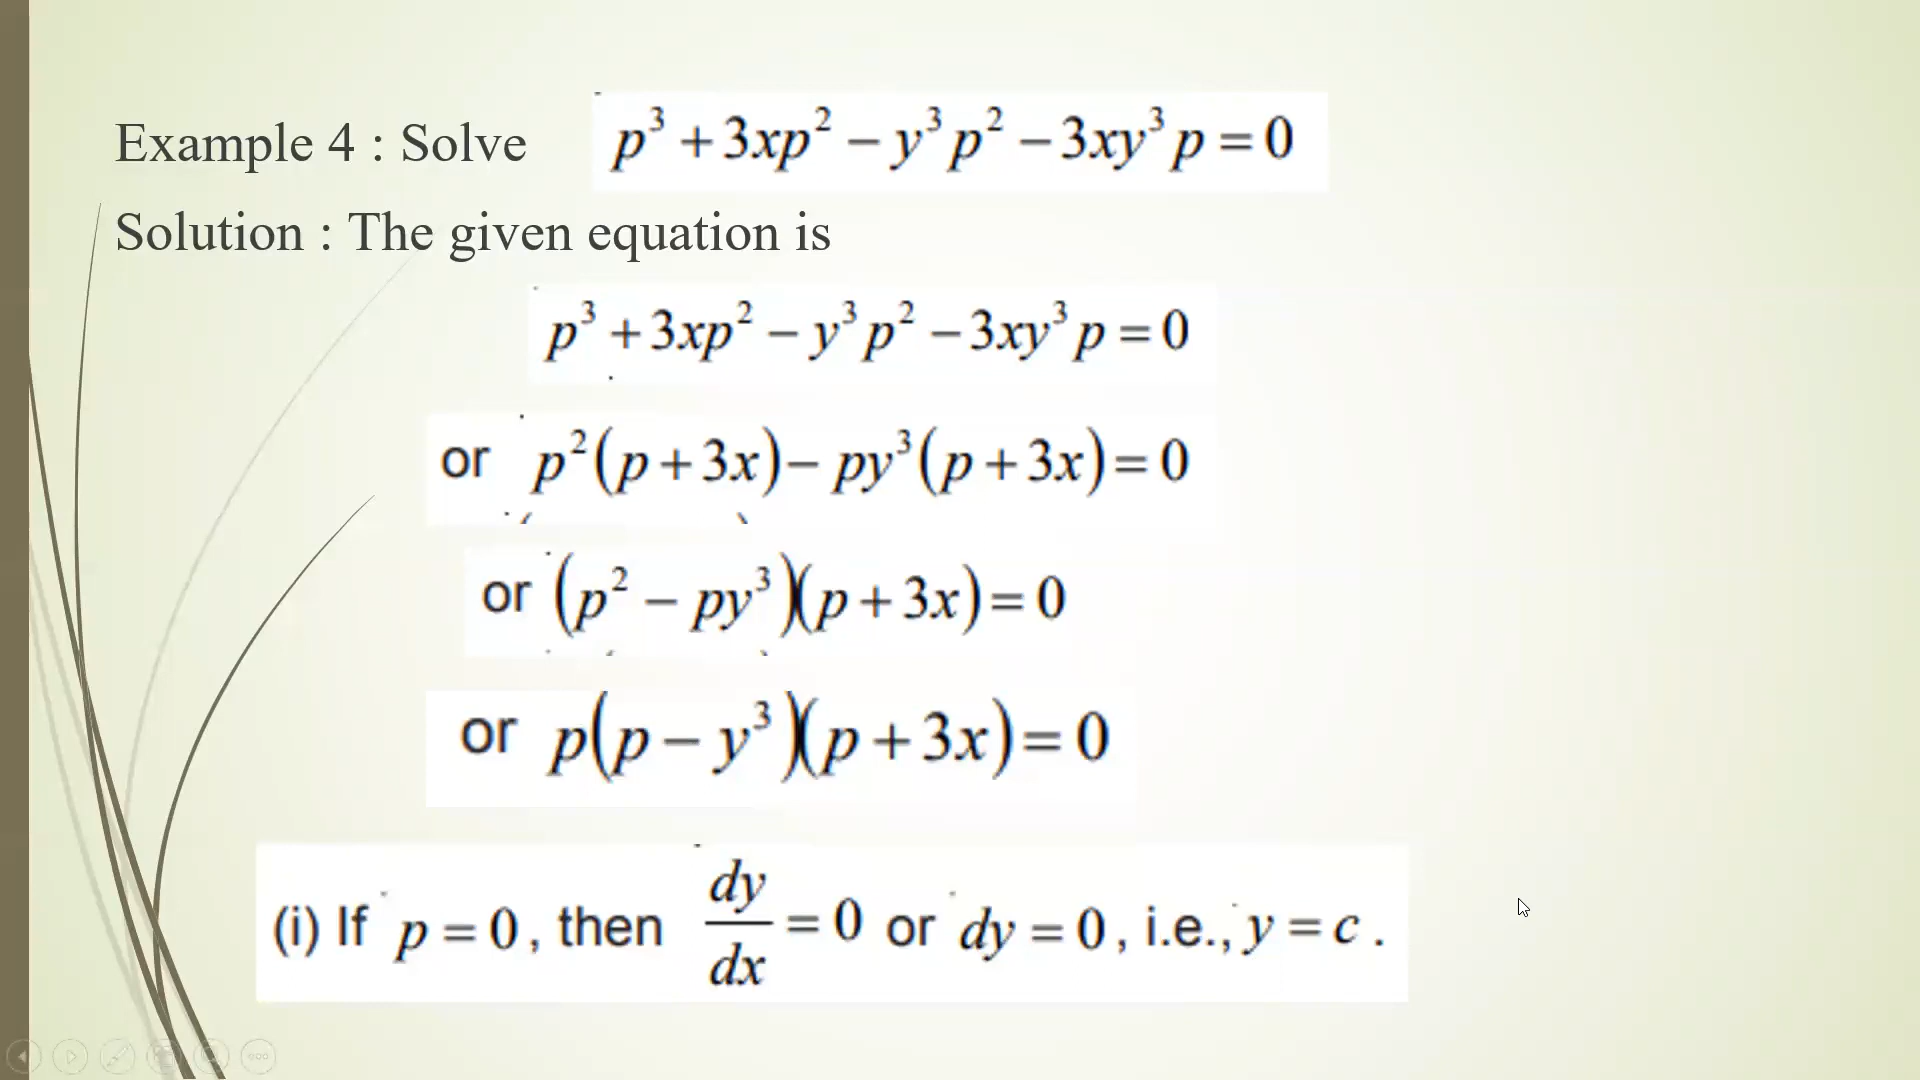 Example 4 : Solve p³ + 3xp² − y³p² − 3xy³p = 0
Solution : The given equation is
p³ + 3xp² − y³p² − 3xy³p = 0
or p²(p + 3x) − py³(p + 3x) = 0
or (p² − py³)(p + 3x) = 0
or p(p − y³)(p + 3x) = 0
(i) If p = 0, then dy/dx = 0 or dy = 0, i.e., y = c.